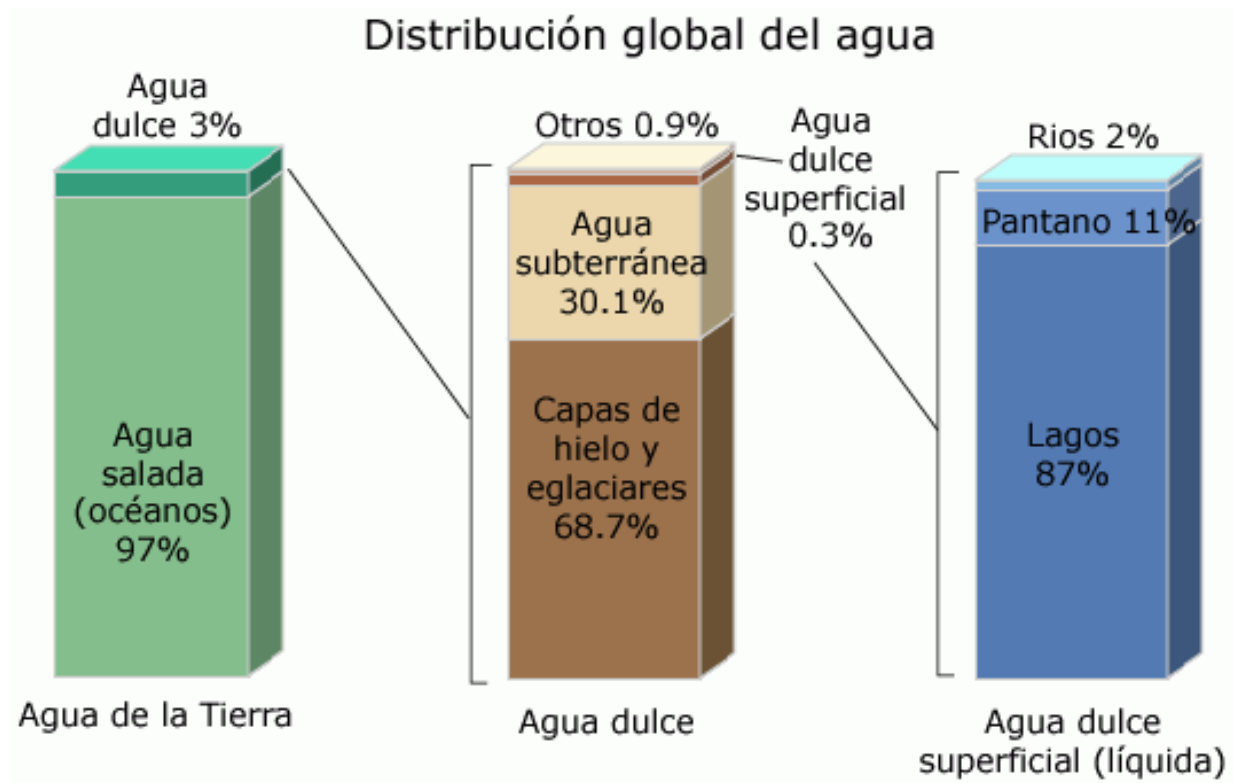 Distribución global del agua
Agua
dulce 3%
Agua
salada
(océanos)
97%
Agua de la Tierra
Otros 0.9%
Agua
dulce
superficial
0.3%
Agua
subterránea
30.1%
Capas de
hielo y
eglaciares
68.7%
Agua dulce
Rios 2%
Pantano 11%
Lagos
87%
Agua dulce
superficial (líquida)